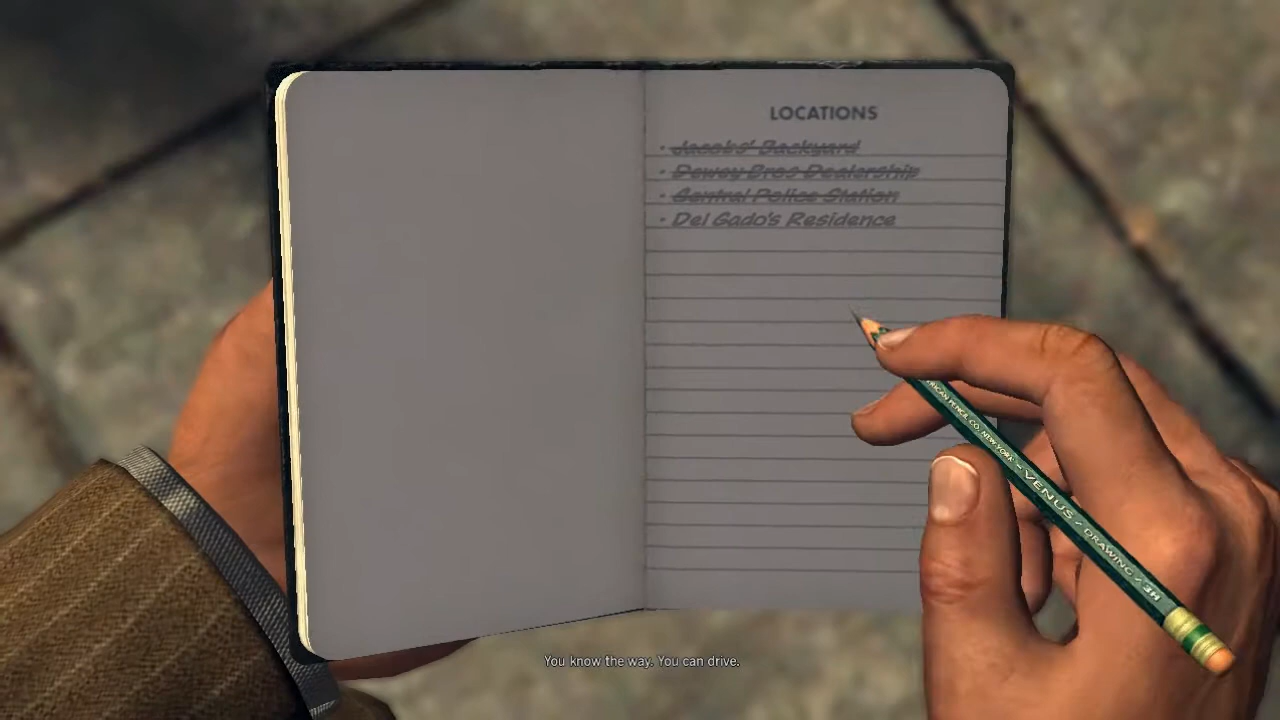 LOCATIONS
· Jacobs' Backyard
· Dewey Bros Dealership
· Central Police Station
· Del Gado's Residence
RICAN PENCIL CO. NEW YORK - VENUS / DRAWING / 3H
You know the way. You can drive.